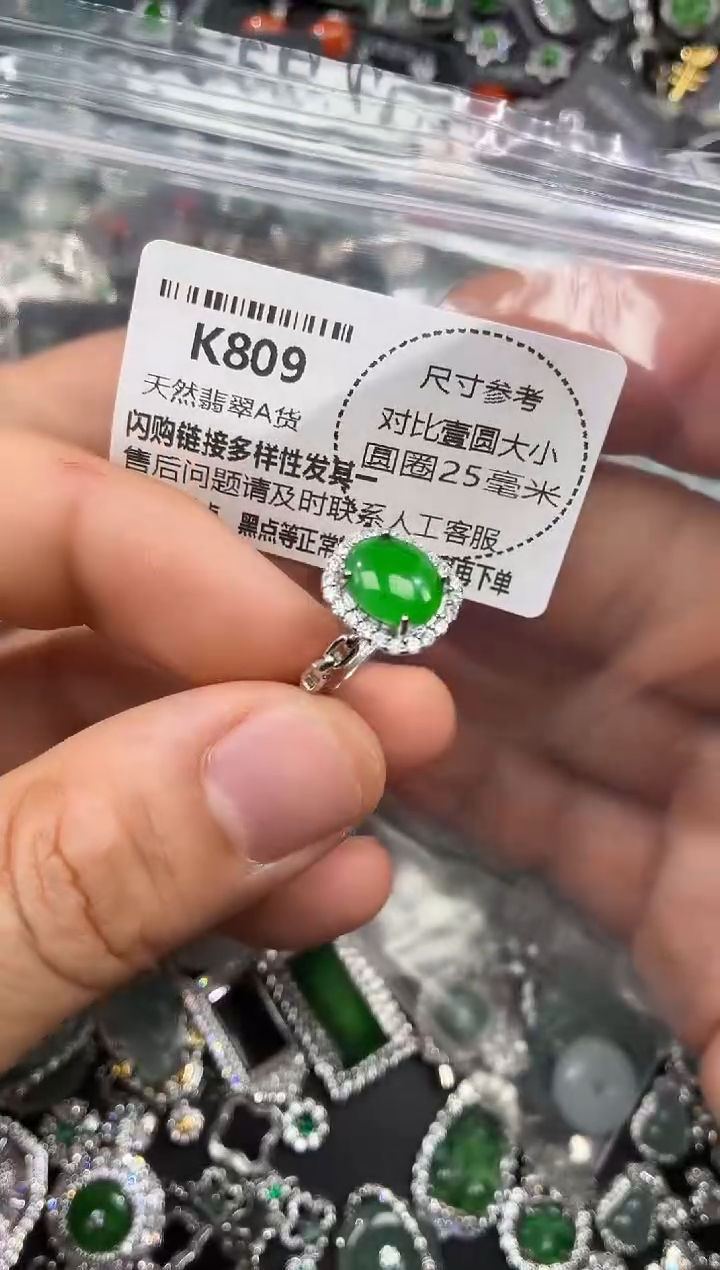 K809
天然翡翠A货
闪购链接多样性发其一
售后问题请及时联系人工客服
点、黑点等正常
再下单
尺寸参考
对比壹圆大小
圆圈25毫米